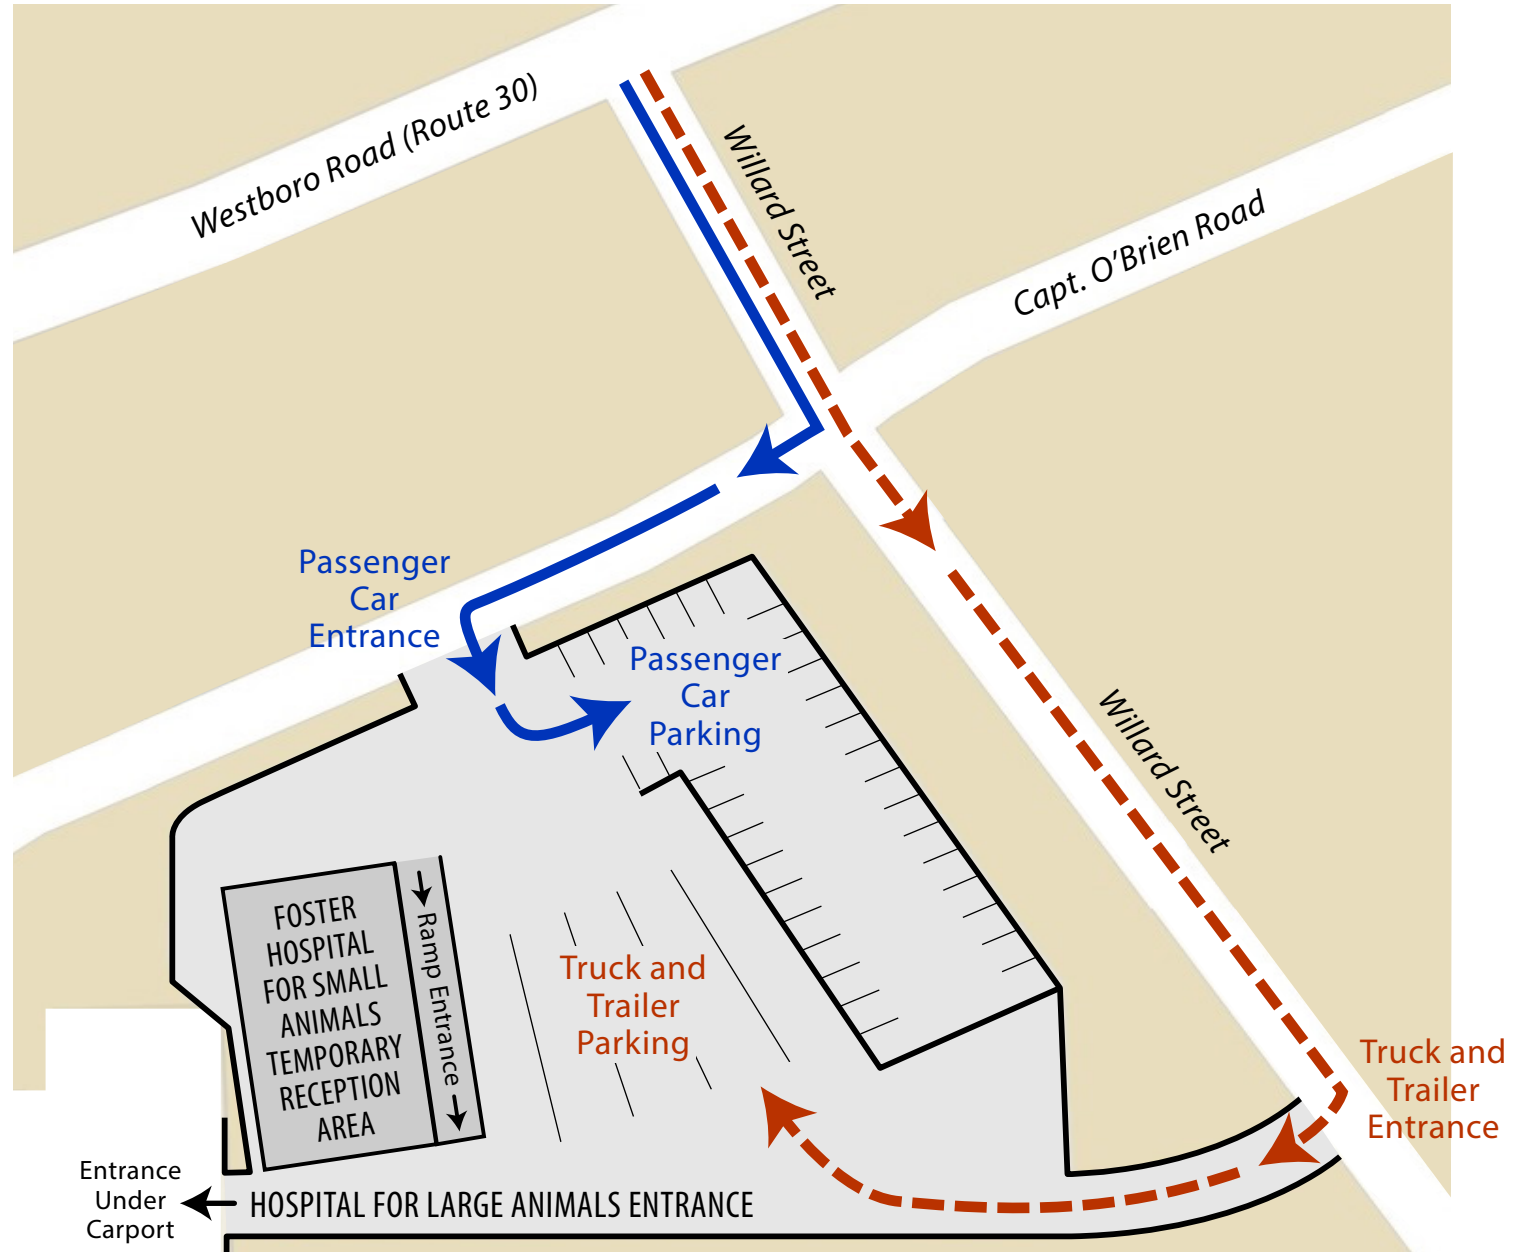 Westboro Road (Route 30)
Willard Street
Capt. O'Brien Road
Passenger
Car
Entrance
Passenger
Car
Parking
Willard Street
FOSTER
HOSPITAL
FOR SMALL
ANIMALS
TEMPORARY
RECEPTION
AREA
Ramp Entrance
Truck and
Trailer
Parking
Truck and
Trailer
Entrance
Entrance
Under
Carport
HOSPITAL FOR LARGE ANIMALS ENTRANCE